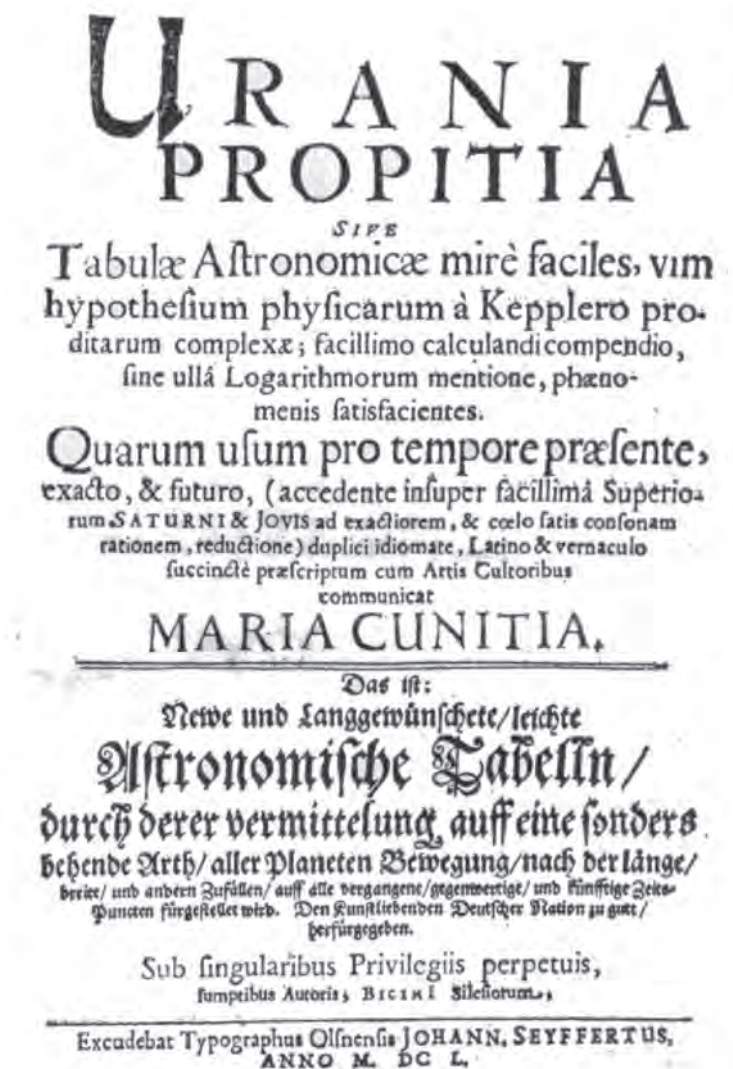 URANIA
PROPITIA
SIVE
Tabulæ Aſtronomicæ mirè faciles, vim
hypotheſium phyſicarum à Kepplero pro-
ditarum complexæ; facillimo calculandi compendio,
ſine ullâ Logarithmorum mentione, phæno-
menis ſatisfacientes.
Quarum uſum pro tempore præſente,
exacto, & futuro, (accedente inſuper facillimâ Superio-
rum SATURNI & JOVIS ad exactiorem, & cœlo ſatis conſonam
rationem, reductione) duplici idiomate, Latino & vernaculo
ſuccinctè præſcriptum cum Artis Cultoribus
communicat
MARIA CUNITIA.
Das iſt:
Newe und Langgewünſchete/ leichte
Aſtronomiſche Tabelln/
durch derer vermittelung auff eine ſonders
behende Arth/ aller Planeten Bewegung/ nach der länge/
breite/ und andern Zufällen/ auff alle vergangene/ gegenwertige/ und künfftige Zeits-
Puncten fürgeſtellet wird. Den Kunſtliebenden Deutſcher Nation zu gutt/
herfürgegeben.
Sub ſingularibus Privilegiis perpetuis,
ſumptibus Autoris, BICINI Sileſiorum,
Excudebat Typographus Olſnenſis JOHANN. SEYFFERTUS,
ANNO M. DC L.